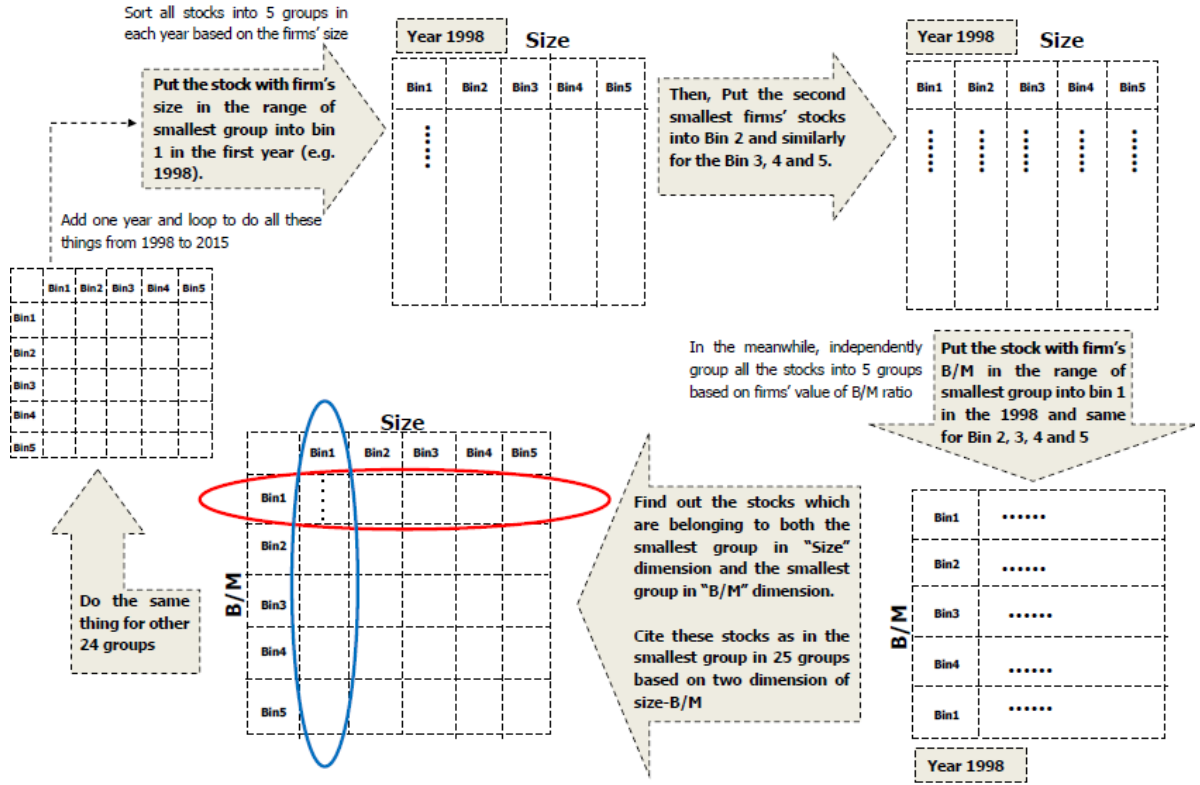 Sort all stocks into 5 groups in
each year based on the firms' size
Put the stock with firm's
size in the range of
smallest group into bin
1 in the first year (e.g.
1998).
Year 1998
Size
Bin1 Bin2 Bin3 Bin4 Bin5
Then, Put the second
smallest firms' stocks
into Bin 2 and similarly
for the Bin 3, 4 and 5.
Year 1998
Size
Bin1 Bin2 Bin3 Bin4 Bin5
Add one year and loop to do all these
things from 1998 to 2015
Bin1 Bin2 Bin3 Bin4 Bin5
Bin1
Bin2
Bin3
Bin4
Bin5
In the meanwhile, independently
group all the stocks into 5 groups
based on firms' value of B/M ratio
Put the stock with firm's
B/M in the range of
smallest group into bin 1
in the 1998 and same
for Bin 2, 3, 4 and 5
B/M
Bin1
Bin2
Bin3
Bin4
Bin1
Year 1998
Find out the stocks which
are belonging to both the
smallest group in "Size"
dimension and the smallest
group in "B/M" dimension.
Cite these stocks as in the
smallest group in 25 groups
based on two dimension of
size-B/M
Size
Bin1 Bin2 Bin3 Bin4 Bin5
B/M
Bin1
Bin2
Bin3
Bin4
Bin5
Do the same
thing for other
24 groups